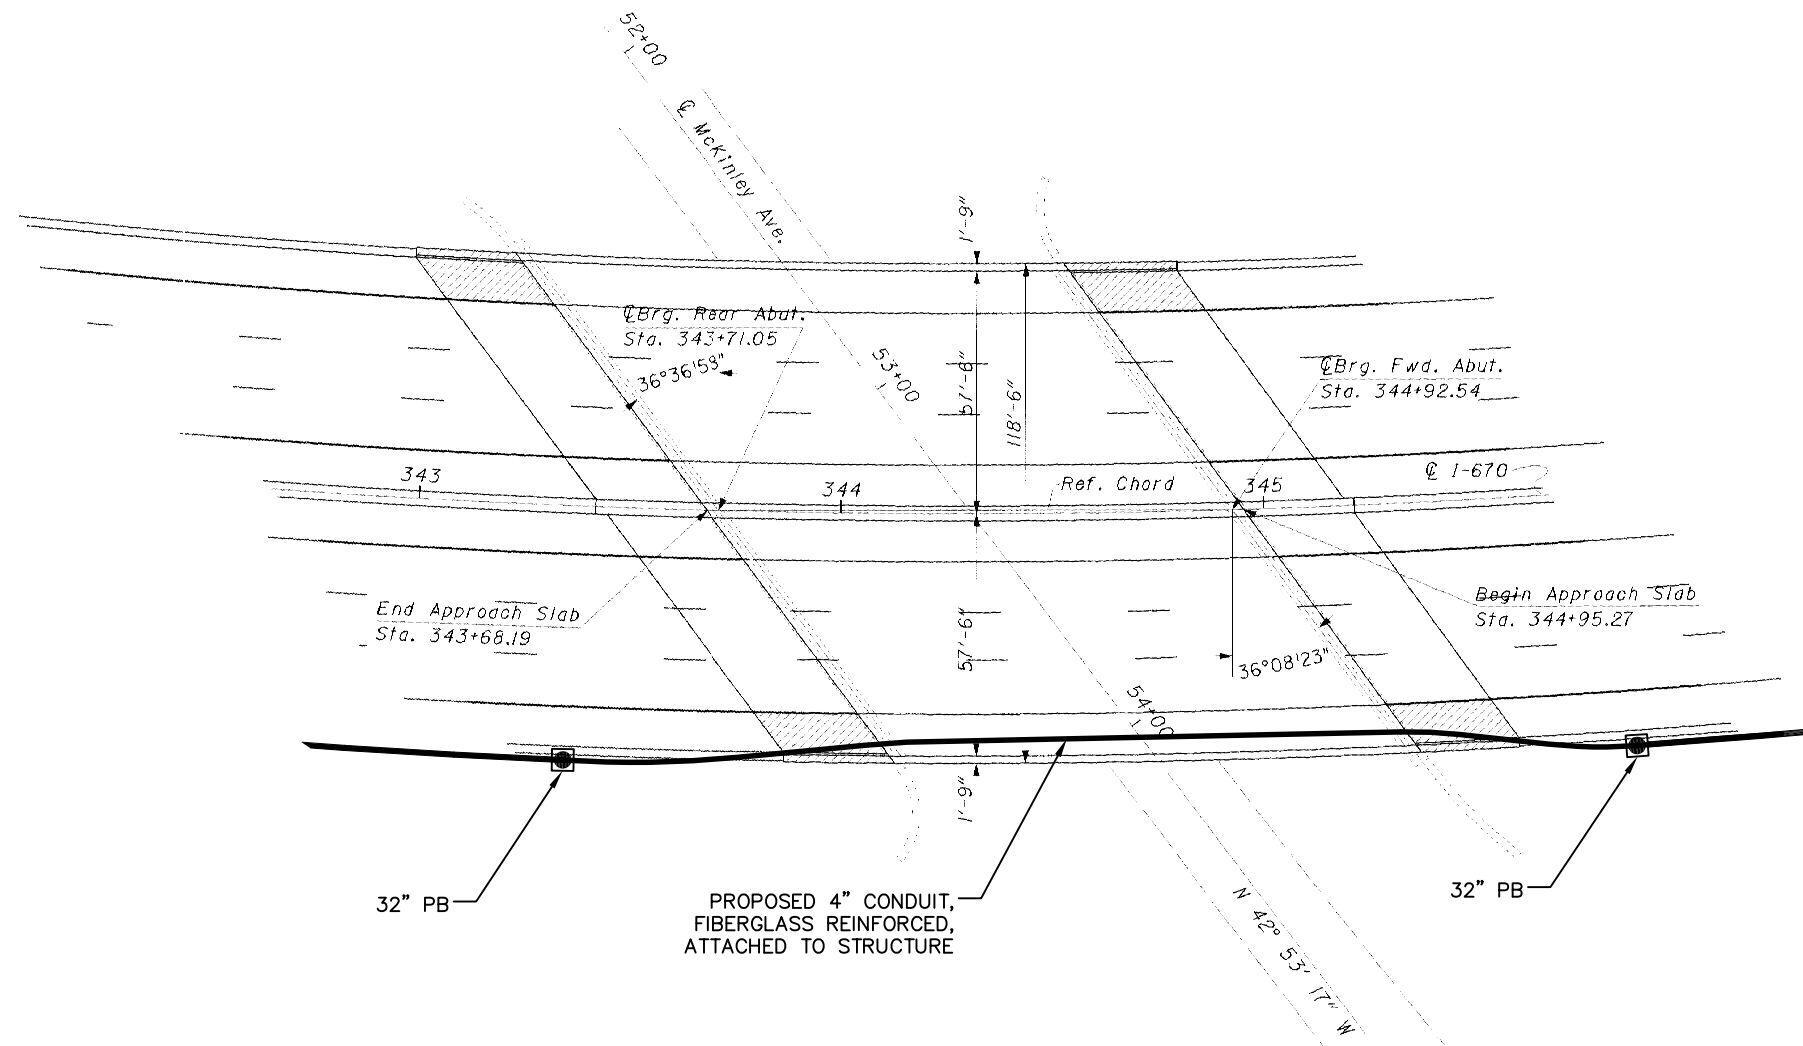 52+00
℄ McKinley Ave.
1'-9"
℄ Brg. Rear Abut.
Sta. 343+71.05
36°36'53"
53+00
57'-6"
118'-6"
℄ Brg. Fwd. Abut.
Sta. 344+92.54
343
344
Ref. Chord
345
℄ I-670
End Approach Slab
Sta. 343+68.19
57'-6"
Begin Approach Slab
Sta. 344+95.27
36°08'23"
54+00
1'-9"
32" PB
PROPOSED 4" CONDUIT,
FIBERGLASS REINFORCED,
ATTACHED TO STRUCTURE
32" PB
N 42° 53' 17" W